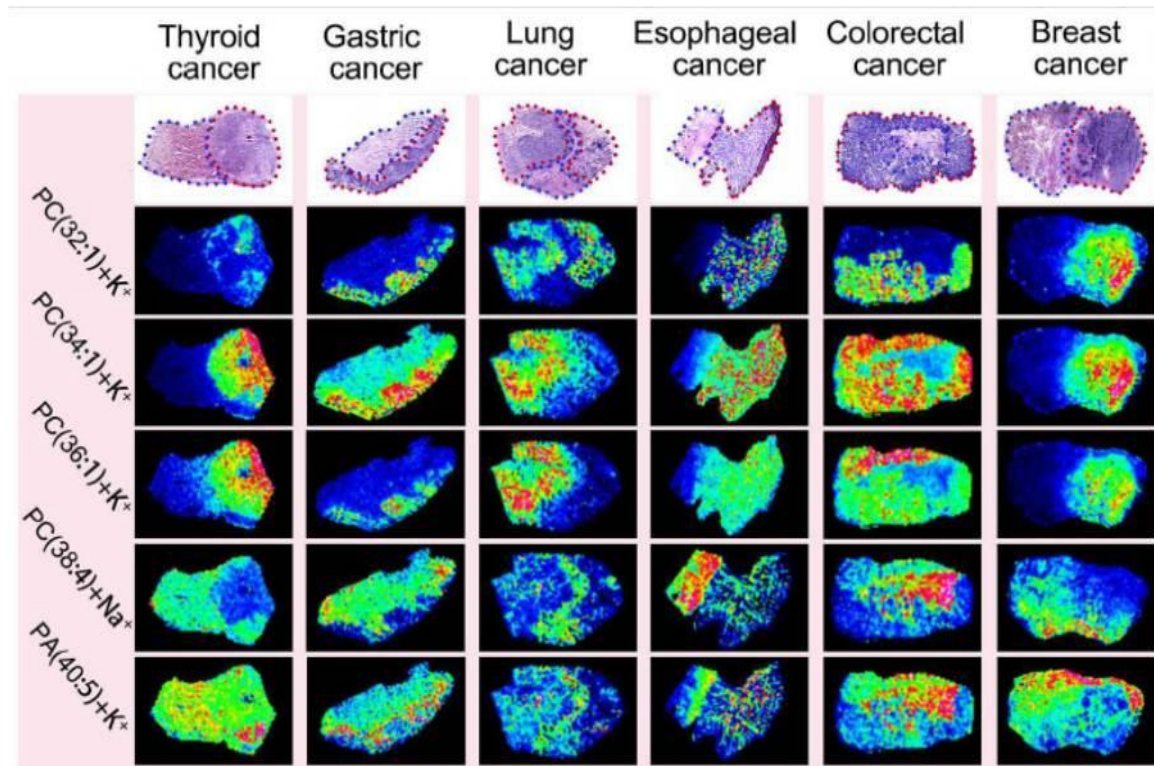 Thyroid
cancer
Gastric
cancer
Lung
cancer
Esophageal
cancer
Colorectal
cancer
Breast
cancer
PC(32:1)+K⁺
PC(34:1)+K⁺
PC(36:1)+K⁺
PC(38:4)+Na⁺
PA(40:5)+K⁺